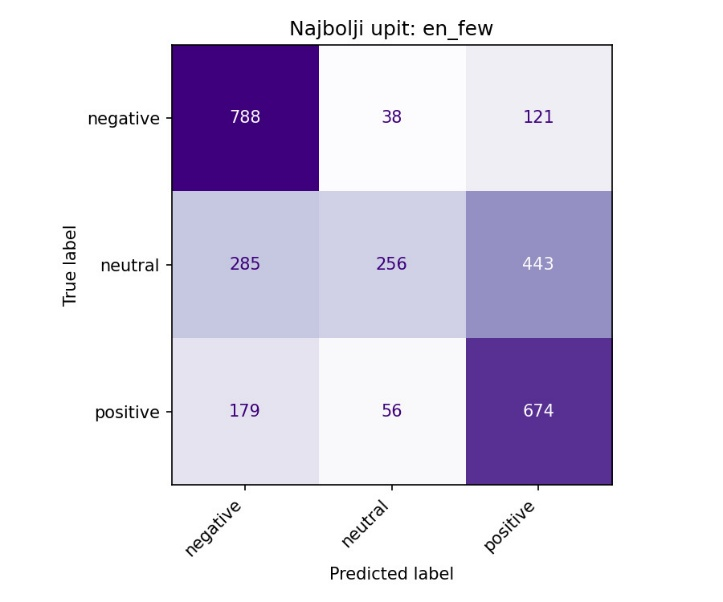 Najbolji upit: en_few
negative 788 38 121
neutral 285 256 443
positive 179 56 674
negative neutral positive
True label
Predicted label